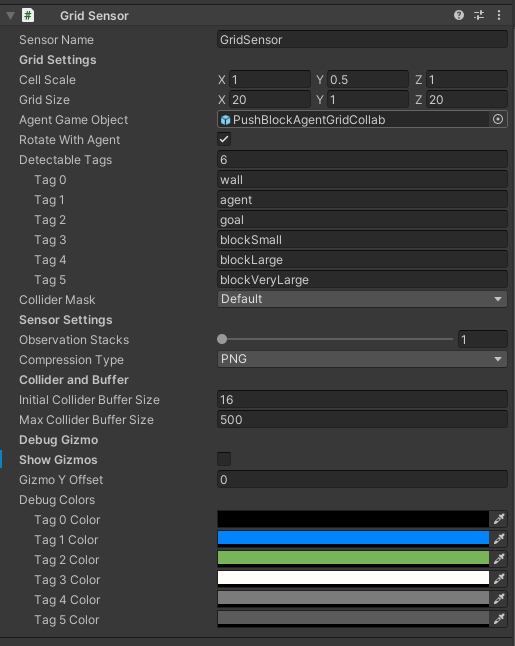 Grid Sensor
Sensor Name GridSensor
Grid Settings
Cell Scale X 1 Y 0.5 Z 1
Grid Size X 20 Y 1 Z 20
Agent Game Object PushBlockAgentGridCollab
Rotate With Agent
Detectable Tags 6
Tag 0 wall
Tag 1 agent
Tag 2 goal
Tag 3 blockSmall
Tag 4 blockLarge
Tag 5 blockVeryLarge
Collider Mask Default
Sensor Settings
Observation Stacks 1
Compression Type PNG
Collider and Buffer
Initial Collider Buffer Size 16
Max Collider Buffer Size 500
Debug Gizmo
Show Gizmos
Gizmo Y Offset 0
Debug Colors
Tag 0 Color
Tag 1 Color
Tag 2 Color
Tag 3 Color
Tag 4 Color
Tag 5 Color